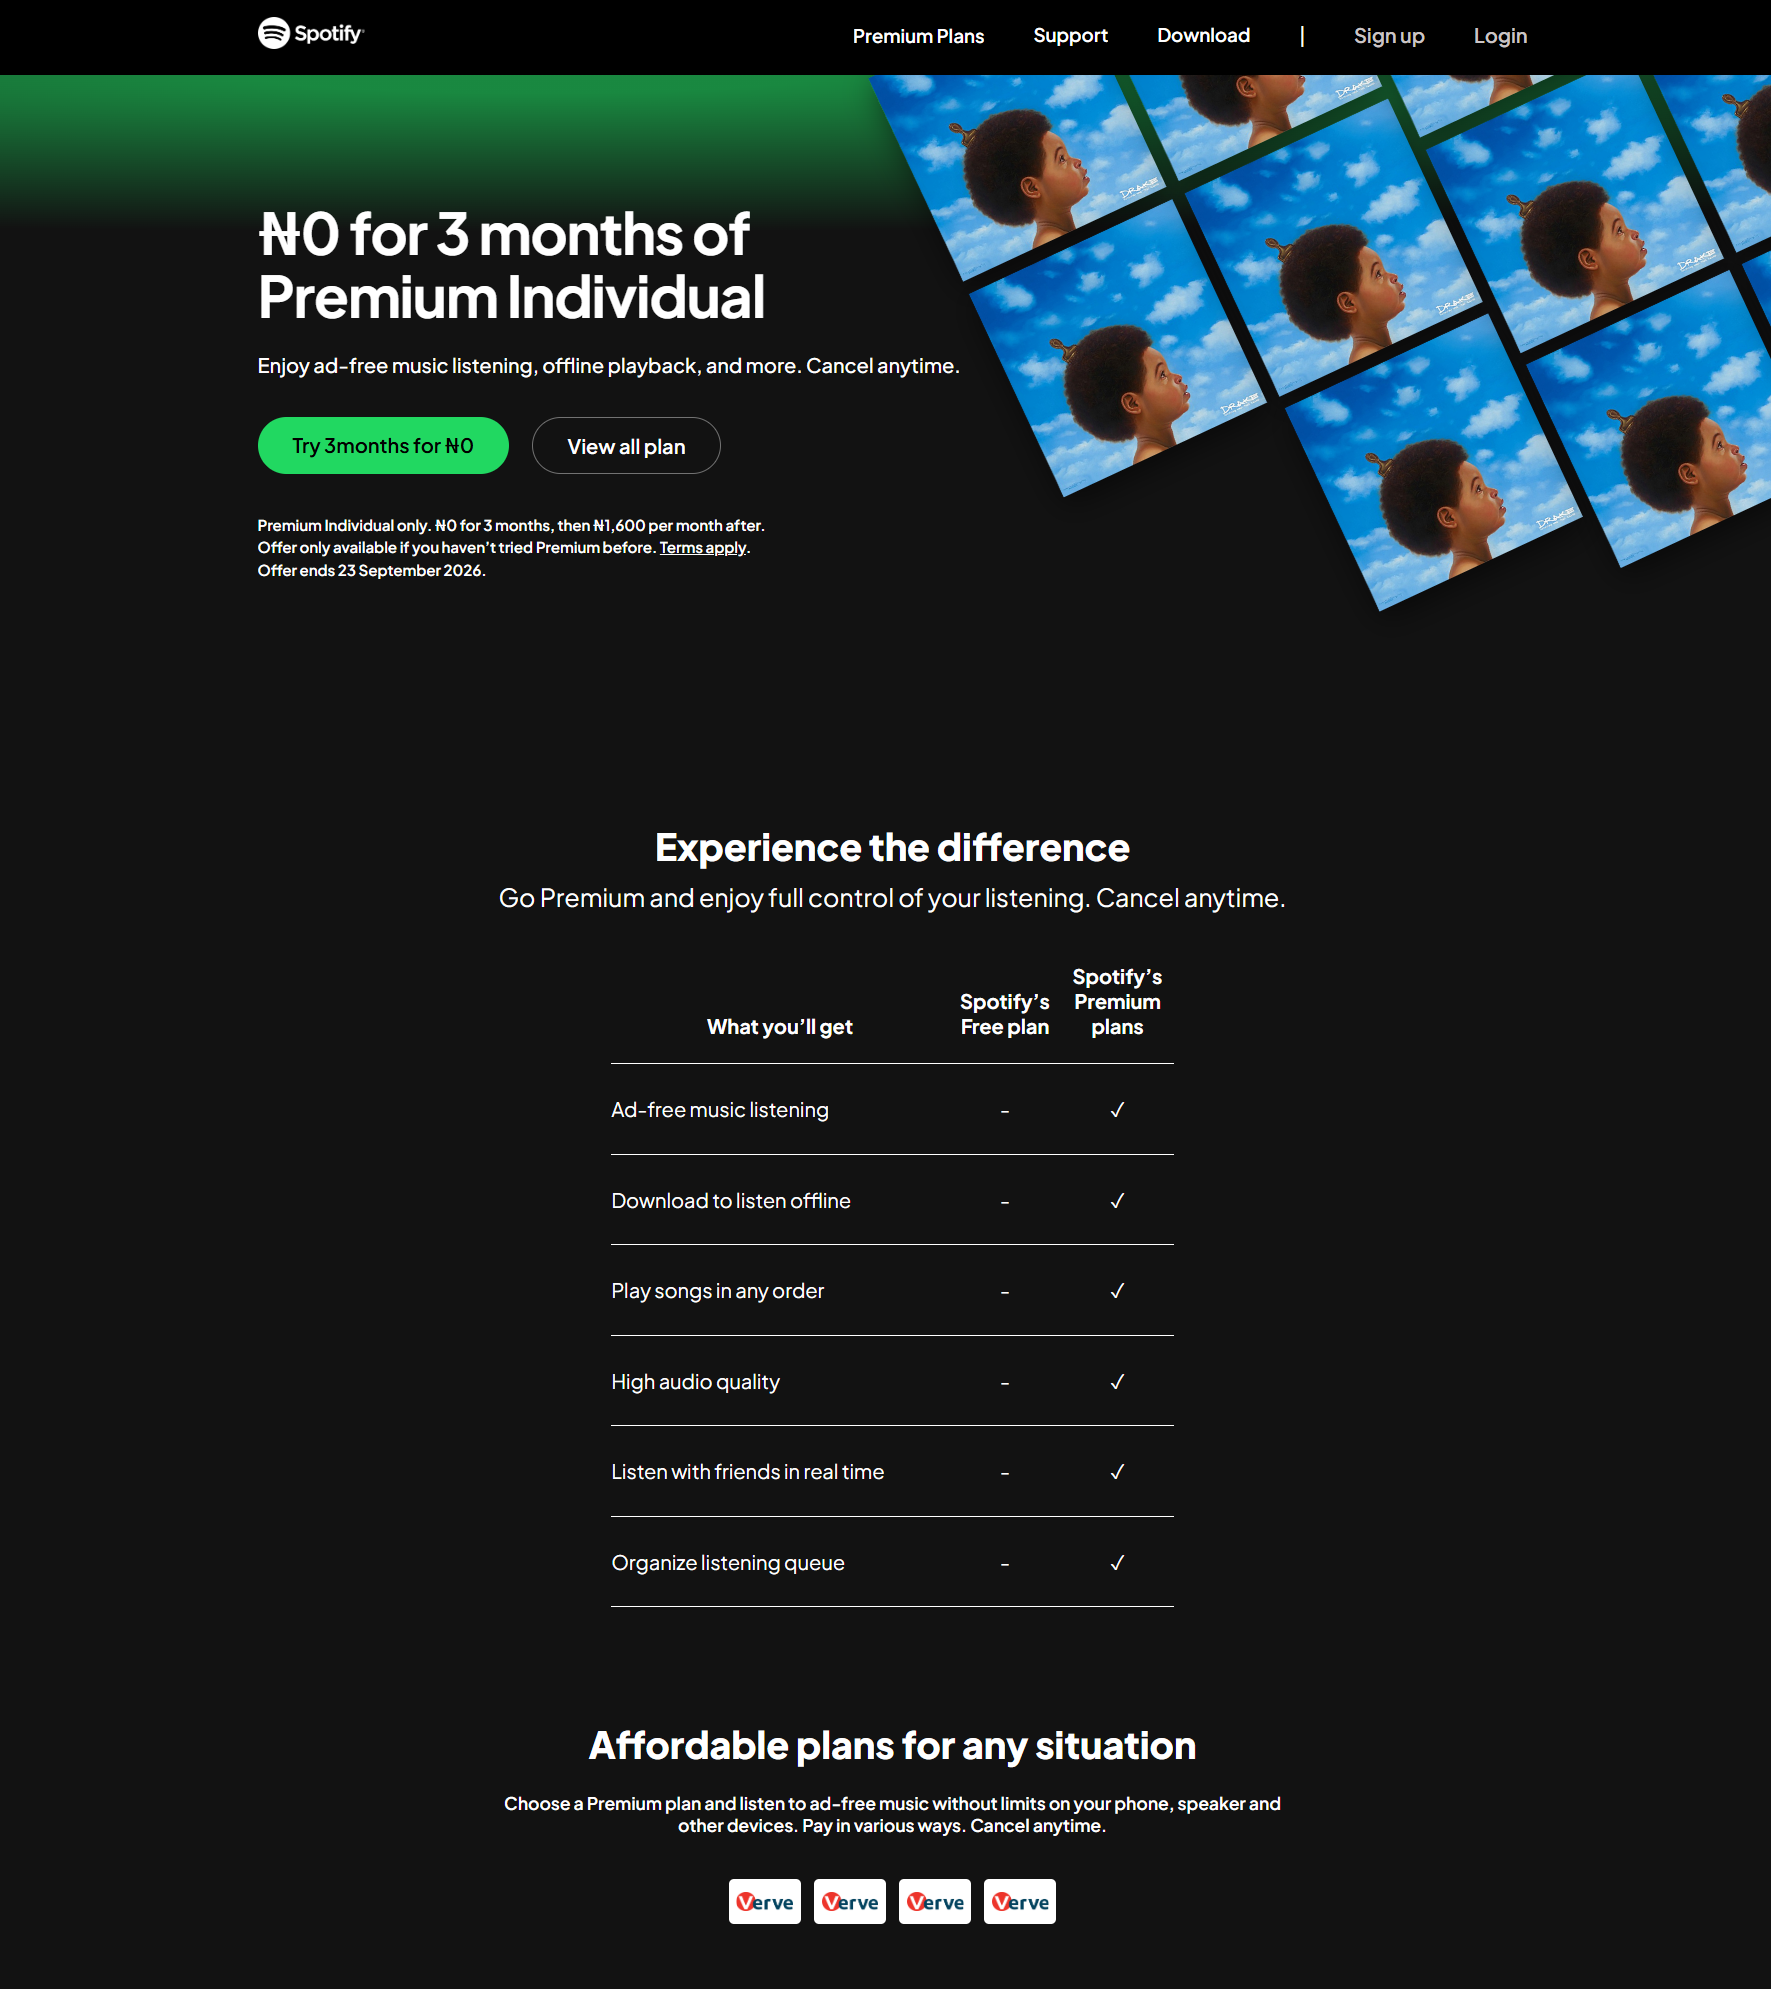 Spotify
Premium Plans Support Download | Sign up Login
₦0 for 3 months of
Premium Individual
Enjoy ad-free music listening, offline playback, and more. Cancel anytime.
Try 3months for ₦0
View all plan
Premium Individual only. ₦0 for 3 months, then ₦1,600 per month after.
Offer only available if you haven’t tried Premium before. Terms apply.
Offer ends 23 September 2026.
DRAKE
DRAKE
DRAKE
DRAKE
DRAKE
DRAKE
Experience the difference
Go Premium and enjoy full control of your listening. Cancel anytime.
What you’ll get
Spotify’s
Free plan
Spotify’s
Premium
plans
Ad-free music listening - ✓
Download to listen offline - ✓
Play songs in any order - ✓
High audio quality - ✓
Listen with friends in real time - ✓
Organize listening queue - ✓
Affordable plans for any situation
Choose a Premium plan and listen to ad-free music without limits on your phone, speaker and
other devices. Pay in various ways. Cancel anytime.
Verve Verve Verve Verve